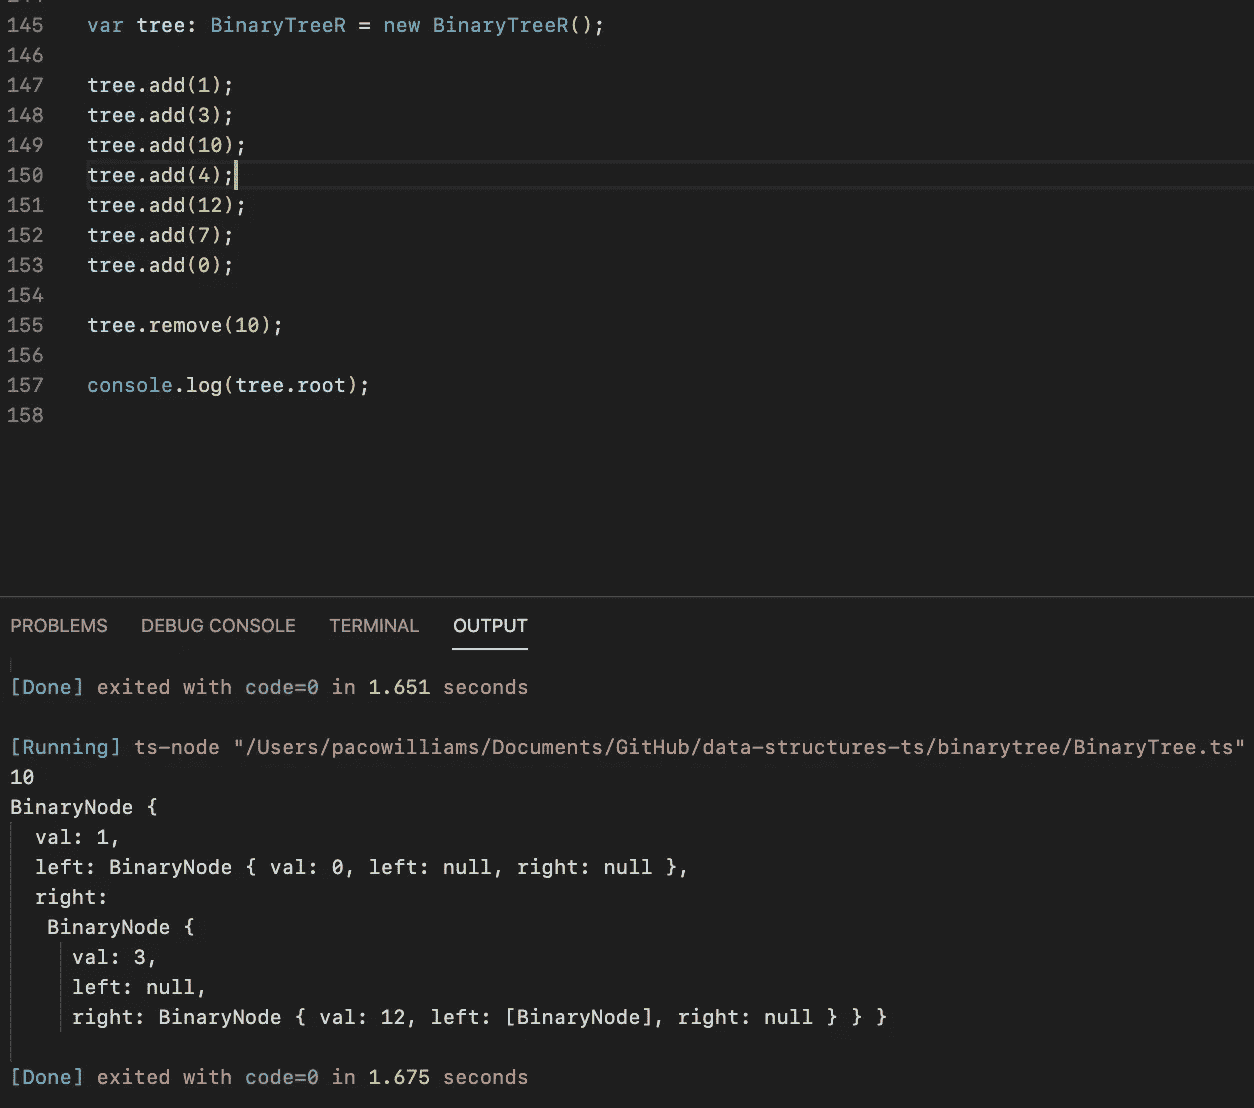 145 var tree: BinaryTreeR = new BinaryTreeR();
146
147 tree.add(1);
148 tree.add(3);
149 tree.add(10);
150 tree.add(4);
151 tree.add(12);
152 tree.add(7);
153 tree.add(0);
154
155 tree.remove(10);
156
157 console.log(tree.root);
158
PROBLEMS DEBUG CONSOLE TERMINAL OUTPUT
[Done] exited with code=0 in 1.651 seconds
[Running] ts-node "/Users/pacowilliams/Documents/GitHub/data-structures-ts/binarytree/BinaryTree.ts"
10
BinaryNode {
val: 1,
left: BinaryNode { val: 0, left: null, right: null },
right:
BinaryNode {
val: 3,
left: null,
right: BinaryNode { val: 12, left: [BinaryNode], right: null } } }
[Done] exited with code=0 in 1.675 seconds